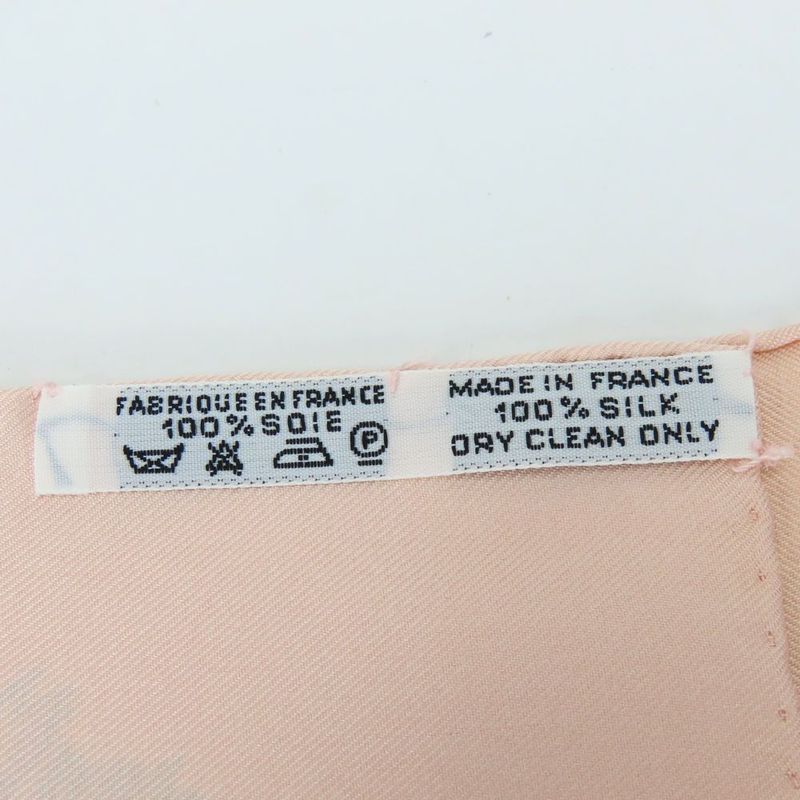 FABRIQUE EN FRANCE
100% SOIE
P
MADE IN FRANCE
100% SILK
DRY CLEAN ONLY